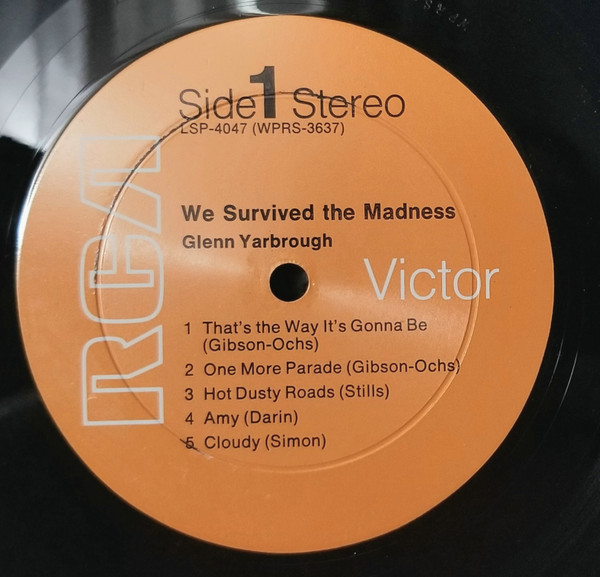 Side 1 Stereo
LSP-4047 (WPRS-3637)
We Survived the Madness
Glenn Yarbrough
RCA
Victor
1 That's the Way It's Gonna Be
(Gibson-Ochs)
2 One More Parade (Gibson-Ochs)
3 Hot Dusty Roads (Stills)
4 Amy (Darin)
5 Cloudy (Simon)